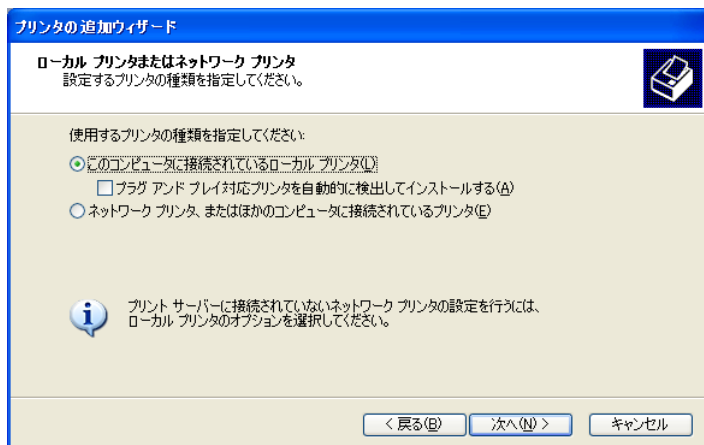 プリンタの追加ウィザード
ローカル プリンタまたはネットワーク プリンタ
設定するプリンタの種類を指定してください。
使用するプリンタの種類を指定してください:
このコンピュータに接続されているローカル プリンタ(L)
プラグ アンド プレイ対応プリンタを自動的に検出してインストールする(A)
ネットワーク プリンタ、またはほかのコンピュータに接続されているプリンタ(E)
プリント サーバーに接続されていないネットワーク プリンタの設定を行うには、
ローカル プリンタのオプションを選択してください。
< 戻る(B) 次へ(N) > キャンセル